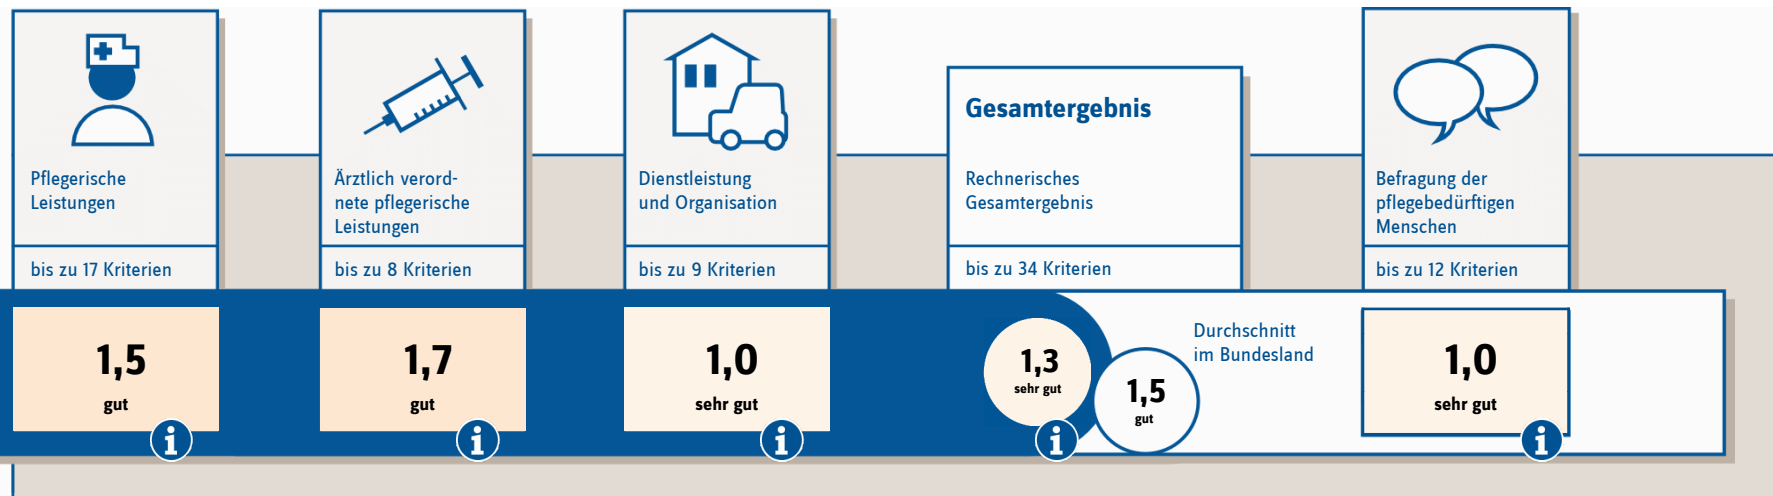 Pflegerische
Leistungen
bis zu 17 Kriterien
1,5
gut
i
Ärztlich verord-
nete pflegerische
Leistungen
bis zu 8 Kriterien
1,7
gut
i
Dienstleistung
und Organisation
bis zu 9 Kriterien
1,0
sehr gut
i
Gesamtergebnis
Rechnerisches
Gesamtergebnis
bis zu 34 Kriterien
1,3
sehr gut
i
Durchschnitt
im Bundesland
1,5
gut
Befragung der
pflegebedürftigen
Menschen
bis zu 12 Kriterien
1,0
sehr gut
i